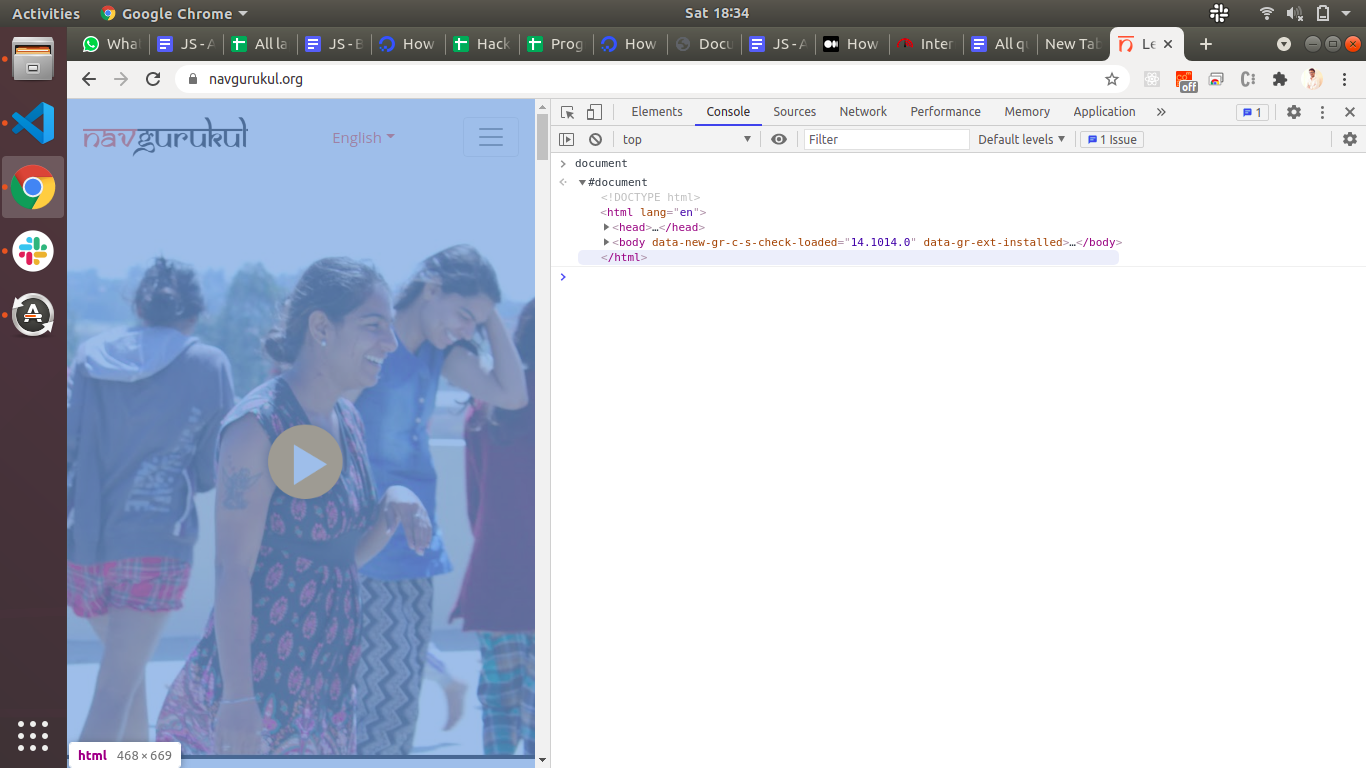 Activities Google Chrome Sat 18:34
What JS - A All la JS - B How Hack Prog How Docu JS - A How Inter All qu New Tab Le
navgurukul.org off
navgurukul English
Elements Console Sources Network Performance Memory Application » 1
top Filter Default levels 1 Issue
document
#document
<!DOCTYPE html>
<html lang="en">
<head>…</head>
<body data-new-gr-c-s-check-loaded="14.1014.0" data-gr-ext-installed>…</body>
</html>
html 468 × 669